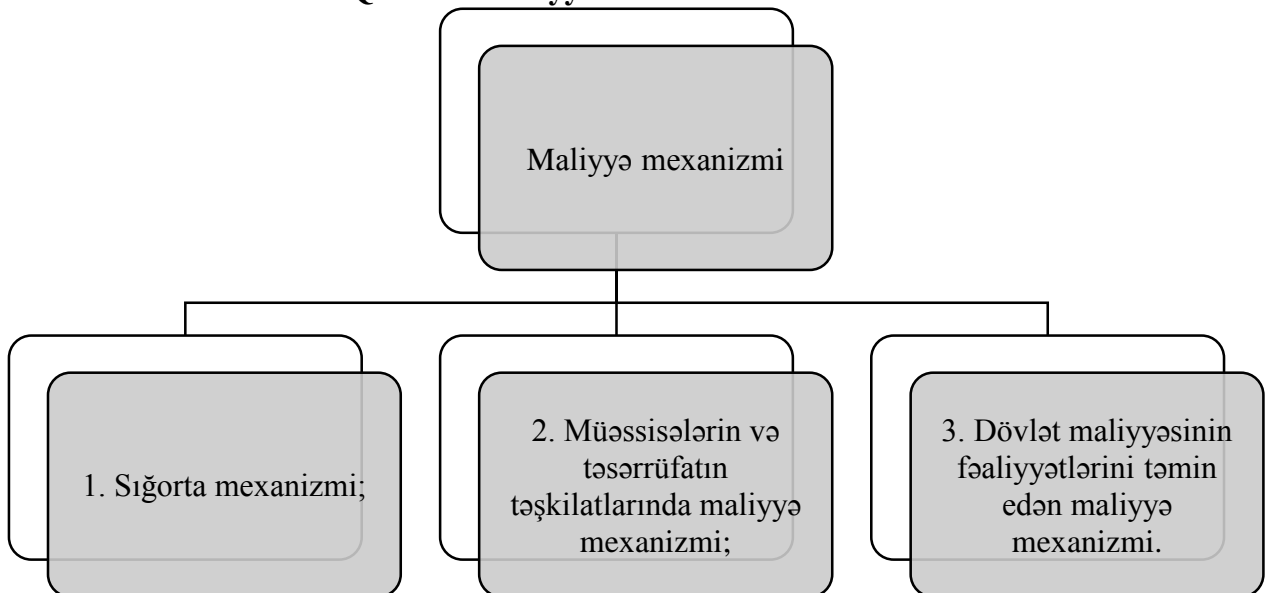 Maliyyə mexanizmi
1. Sığorta mexanizmi;
2. Müəssisələrin və
təsərrüfatın
təşkilatlarında maliyyə
mexanizmi;
3. Dövlət maliyyəsinin
fəaliyyətlərini təmin
edən maliyyə
mexanizmi.